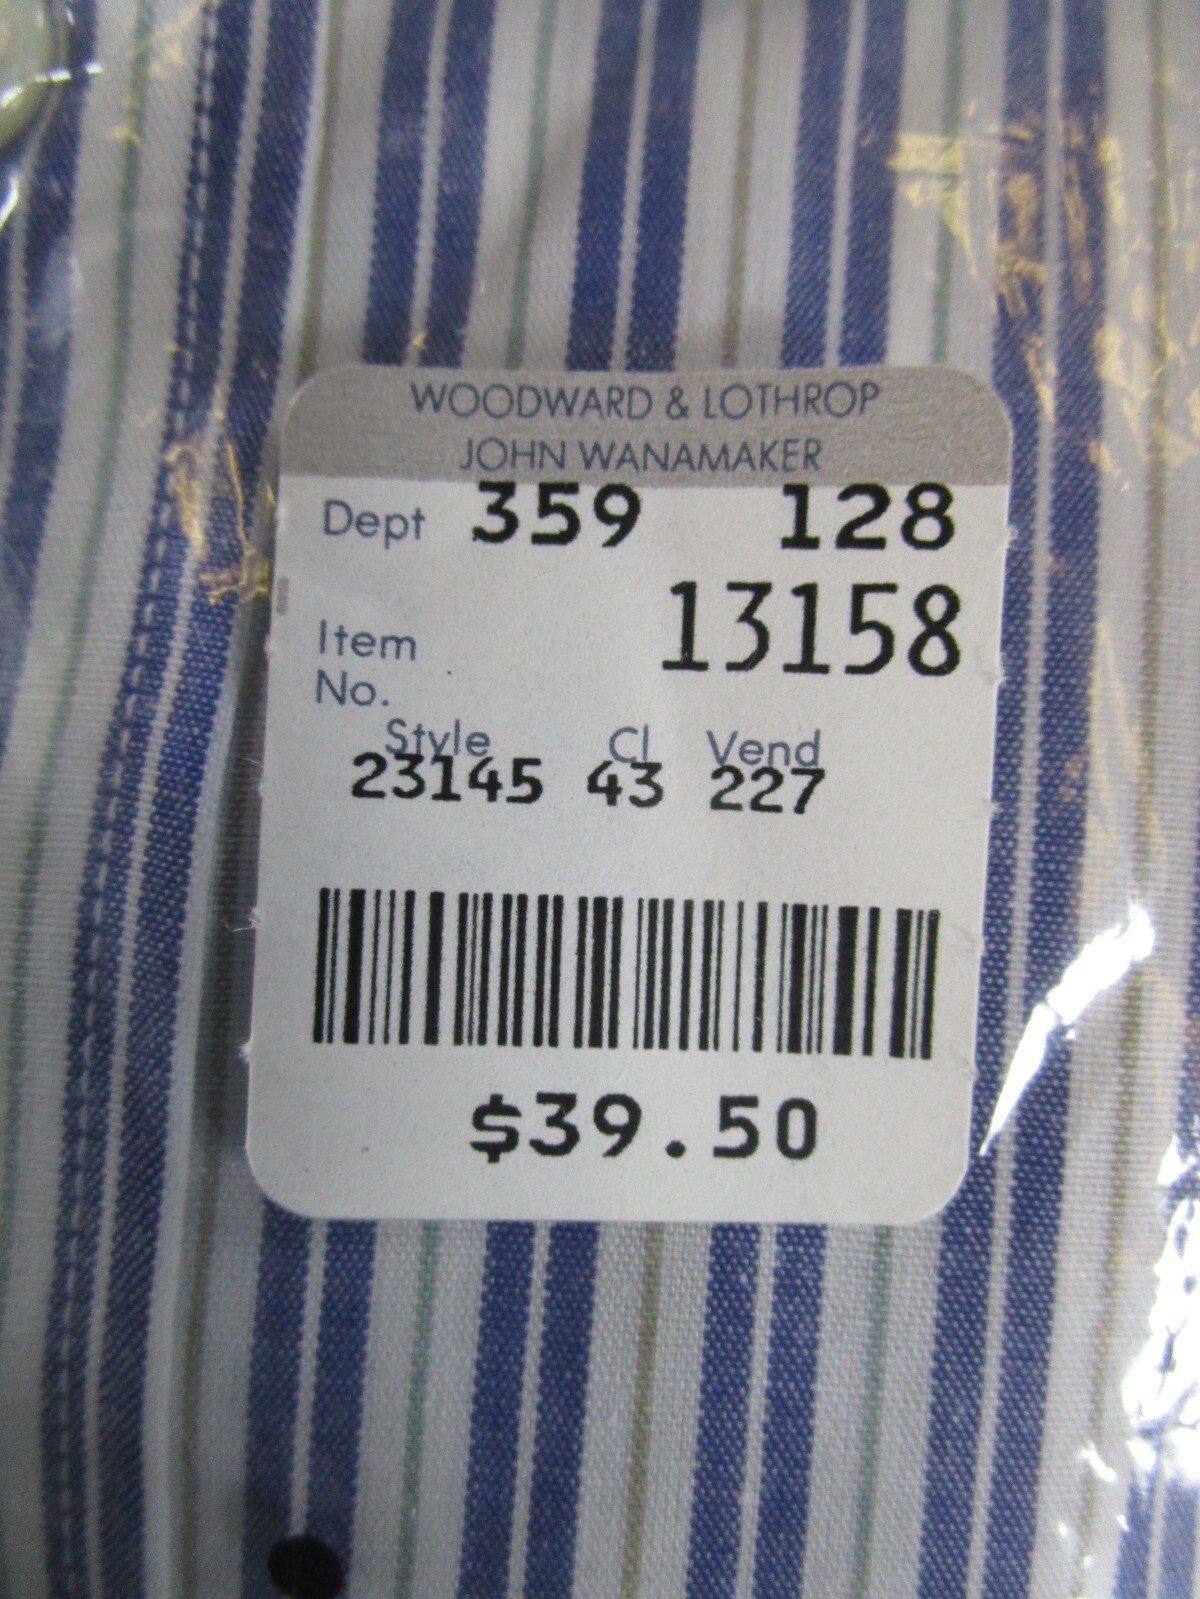 WOODWARD & LOTHROP
JOHN WANAMAKER
Dept 359 128
13158
Item
No.
Style Cl Vend
23145 43 227
$39.50